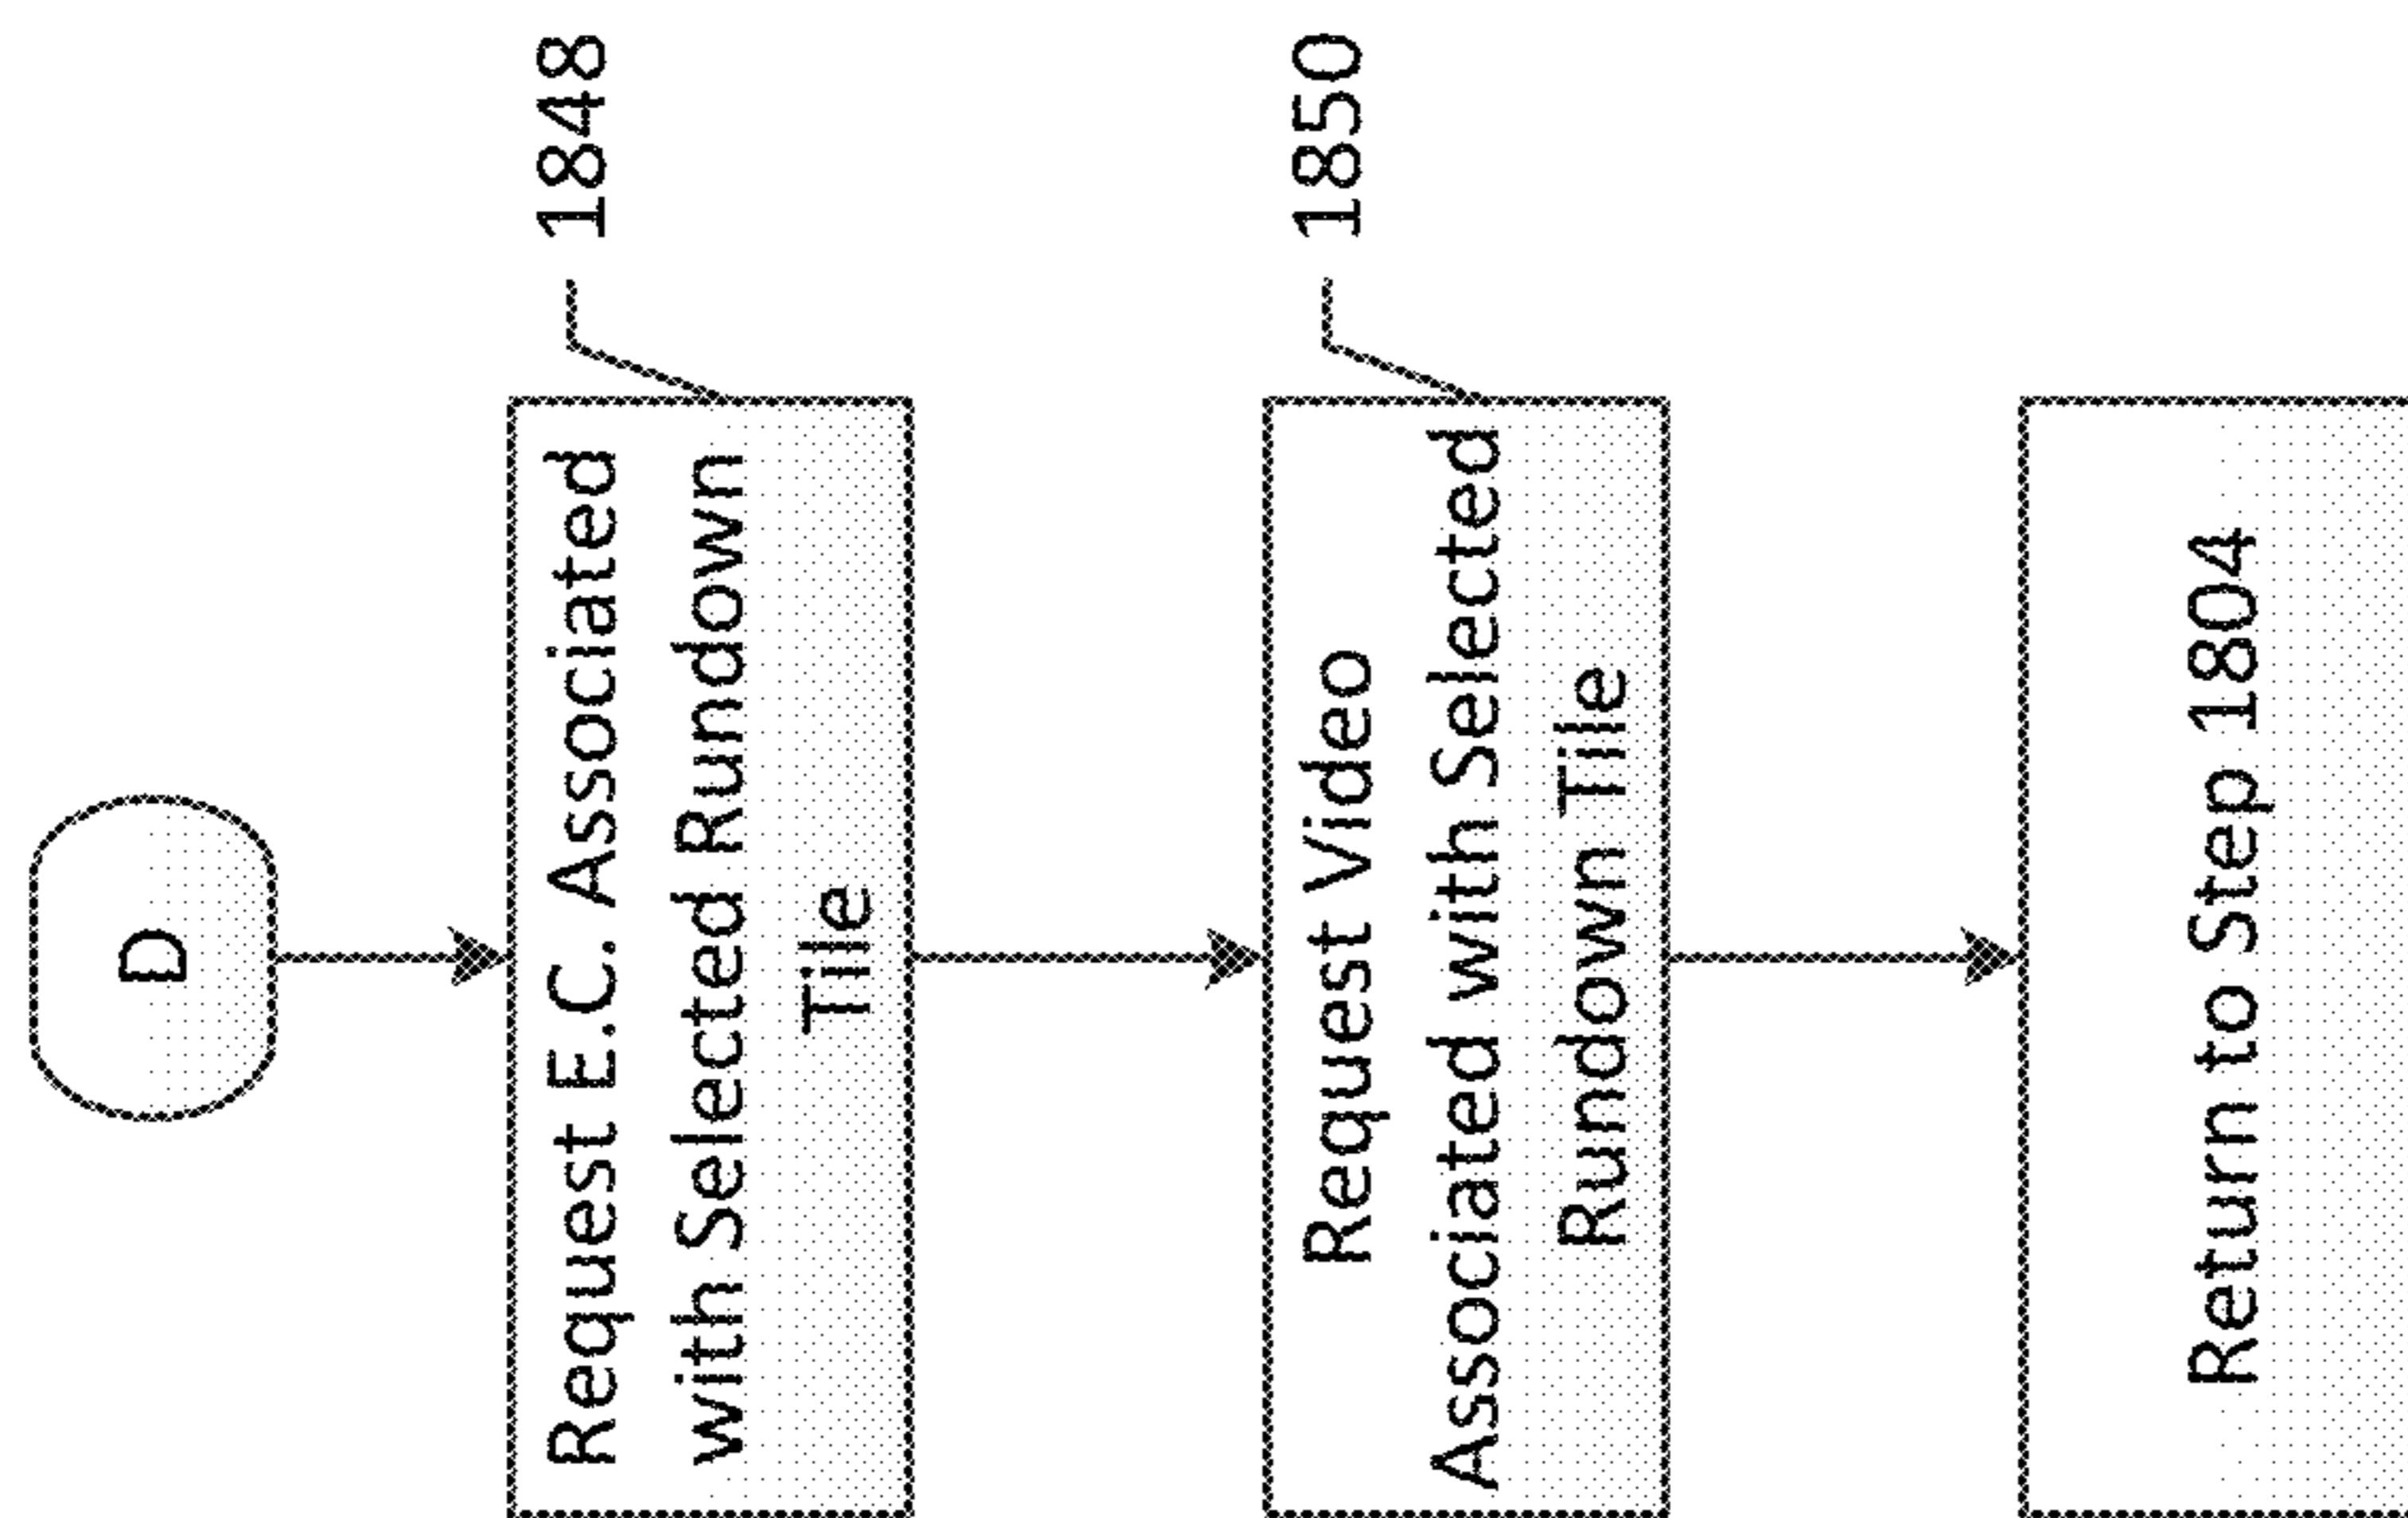 D
Request E.C. Associated
with Selected Rundown
Tile
1848
Request Video
Associated with Selected
Rundown Tile
1850
Return to Step 1804